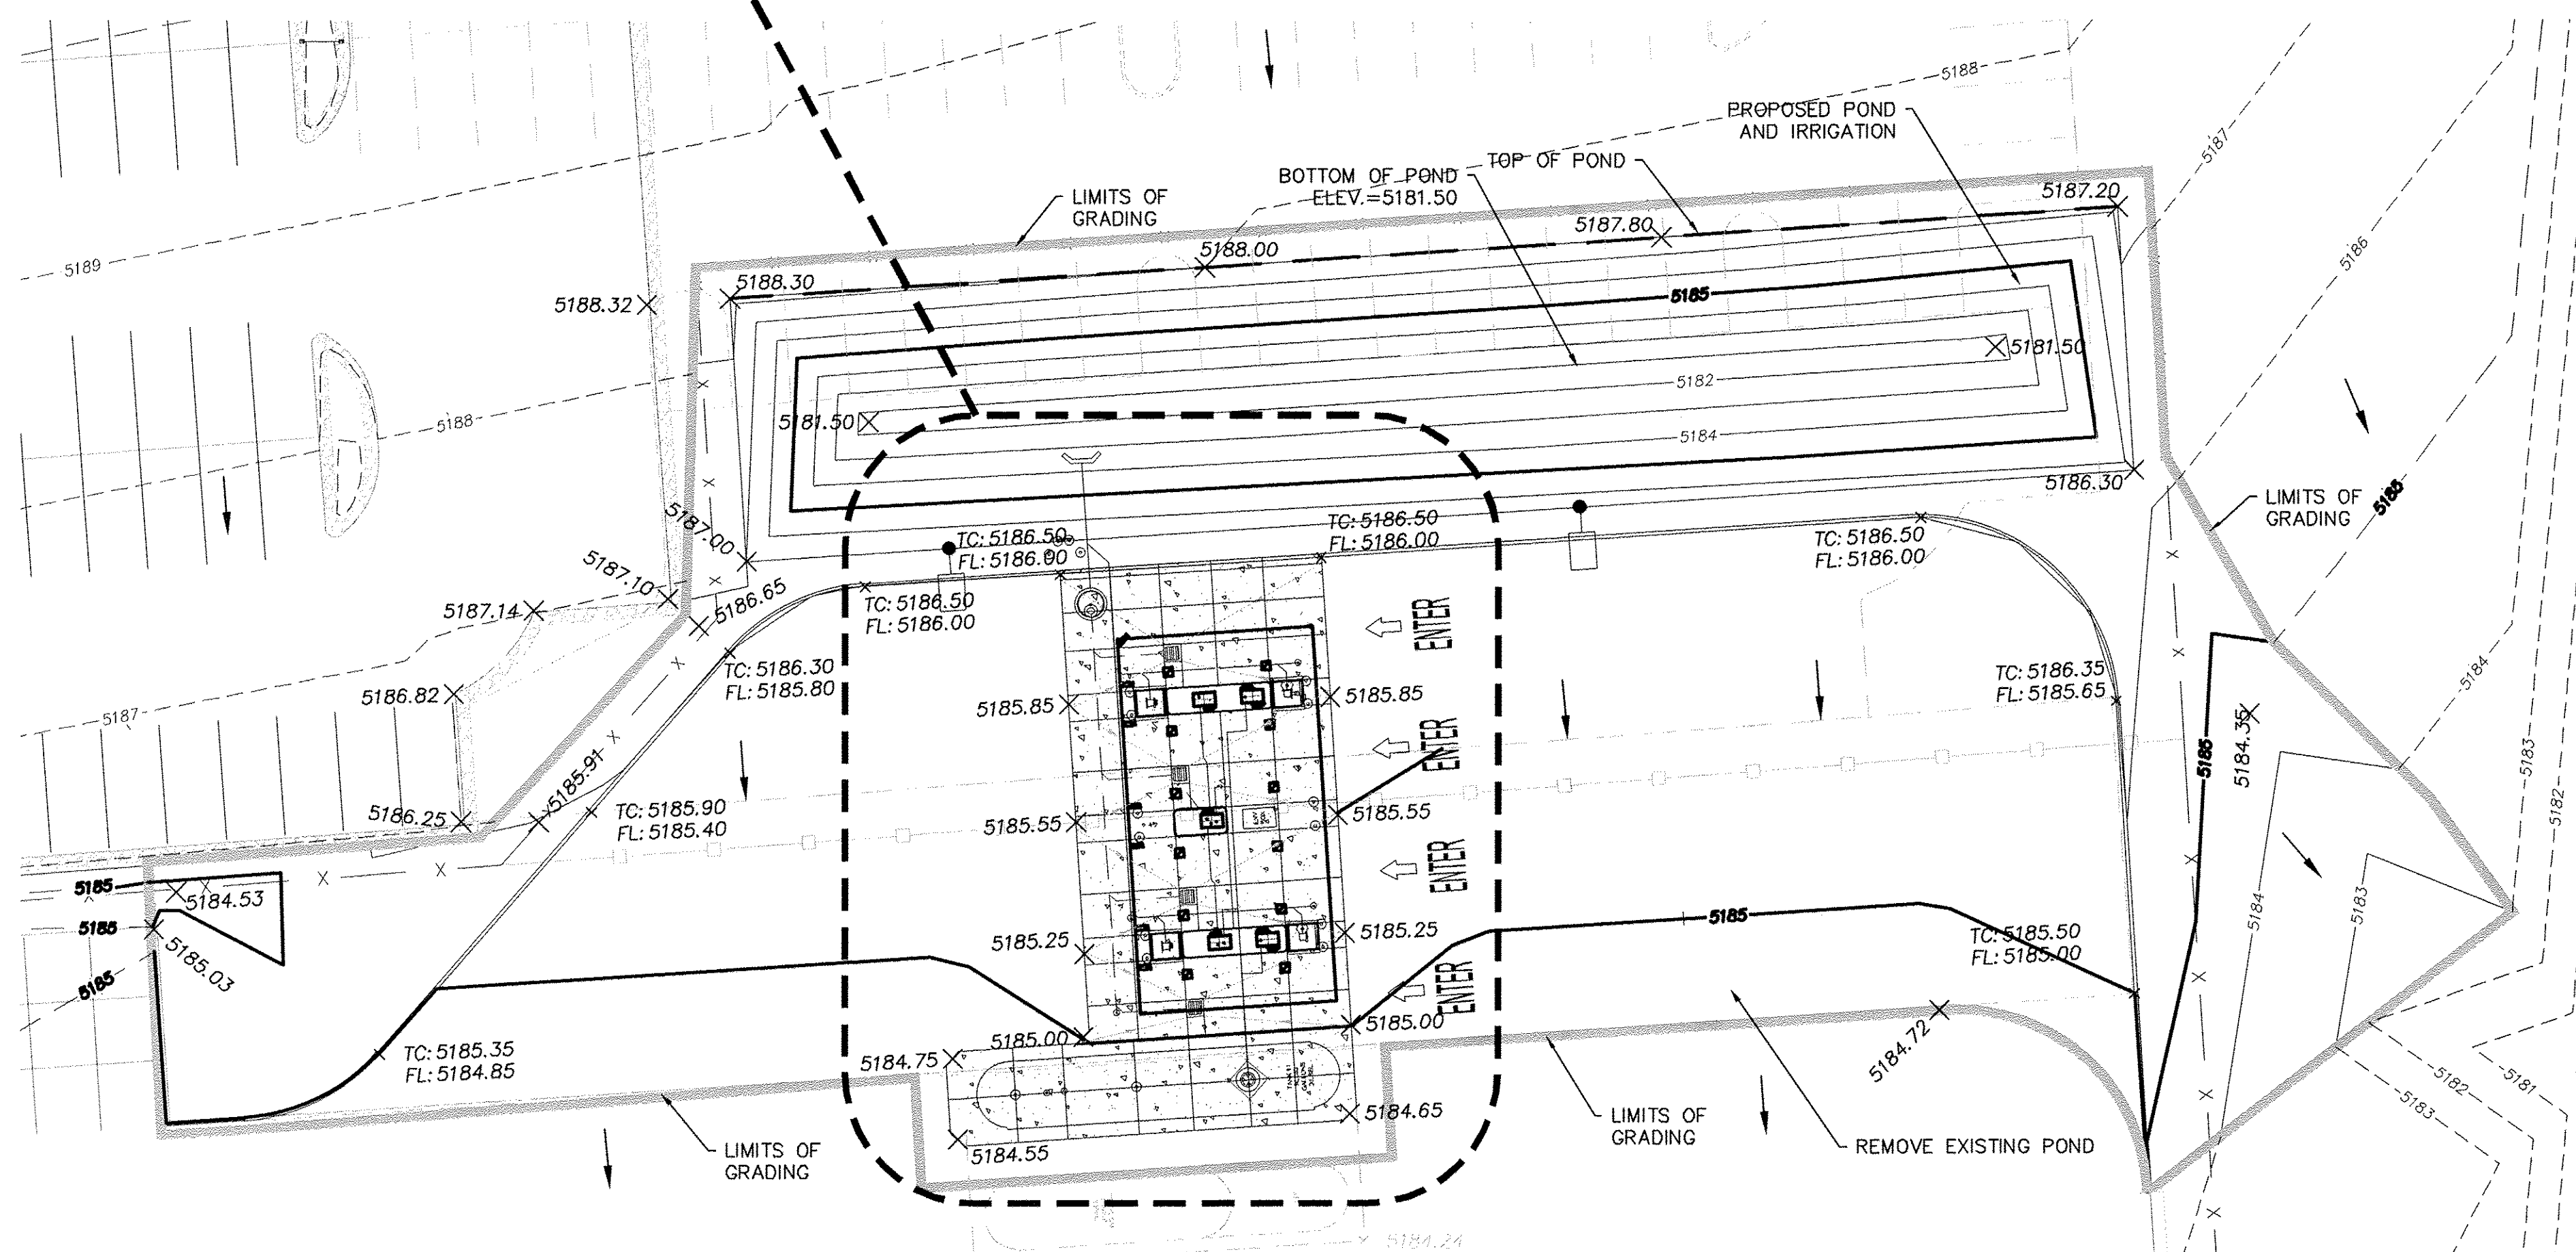 5188
5187
PROPOSED POND
AND IRRIGATION
TOP OF POND
BOTTOM OF POND
ELEV.=5181.50
LIMITS OF
GRADING
5187.20
5187.80
5188.00
5186
5189
5188.30
5188.32
5185
5181.50
5182
5188
5181.50
5184
5186.30
LIMITS OF
GRADING
5185
5187.00
TC: 5186.50
FL: 5186.00
TC: 5186.50
FL: 5186.00
TC: 5186.50
FL: 5186.00
5187.10
5187.14
5186.65
TC: 5186.50
FL: 5186.00
ENTER
TC: 5186.30
FL: 5185.80
TC: 5186.35
FL: 5185.65
5184
5186.82
5185.85
5185.85
5187
5184.35
ENTER
5185
5183
5182
5185.91
5186.25
TC: 5185.90
FL: 5185.40
5185.55
5185.55
ENTER
5185
5184.53
5185
5185.03
5185
5185.25
5185.25
5185
5184
5183
TC: 5185.50
FL: 5185.00
ENTER
5185.00
5185.00
5184.72
TC: 5185.35
FL: 5184.85
5184.75
5182
5181
5183
5184.65
LIMITS OF
GRADING
LIMITS OF
GRADING
REMOVE EXISTING POND
5184.55
5184.24